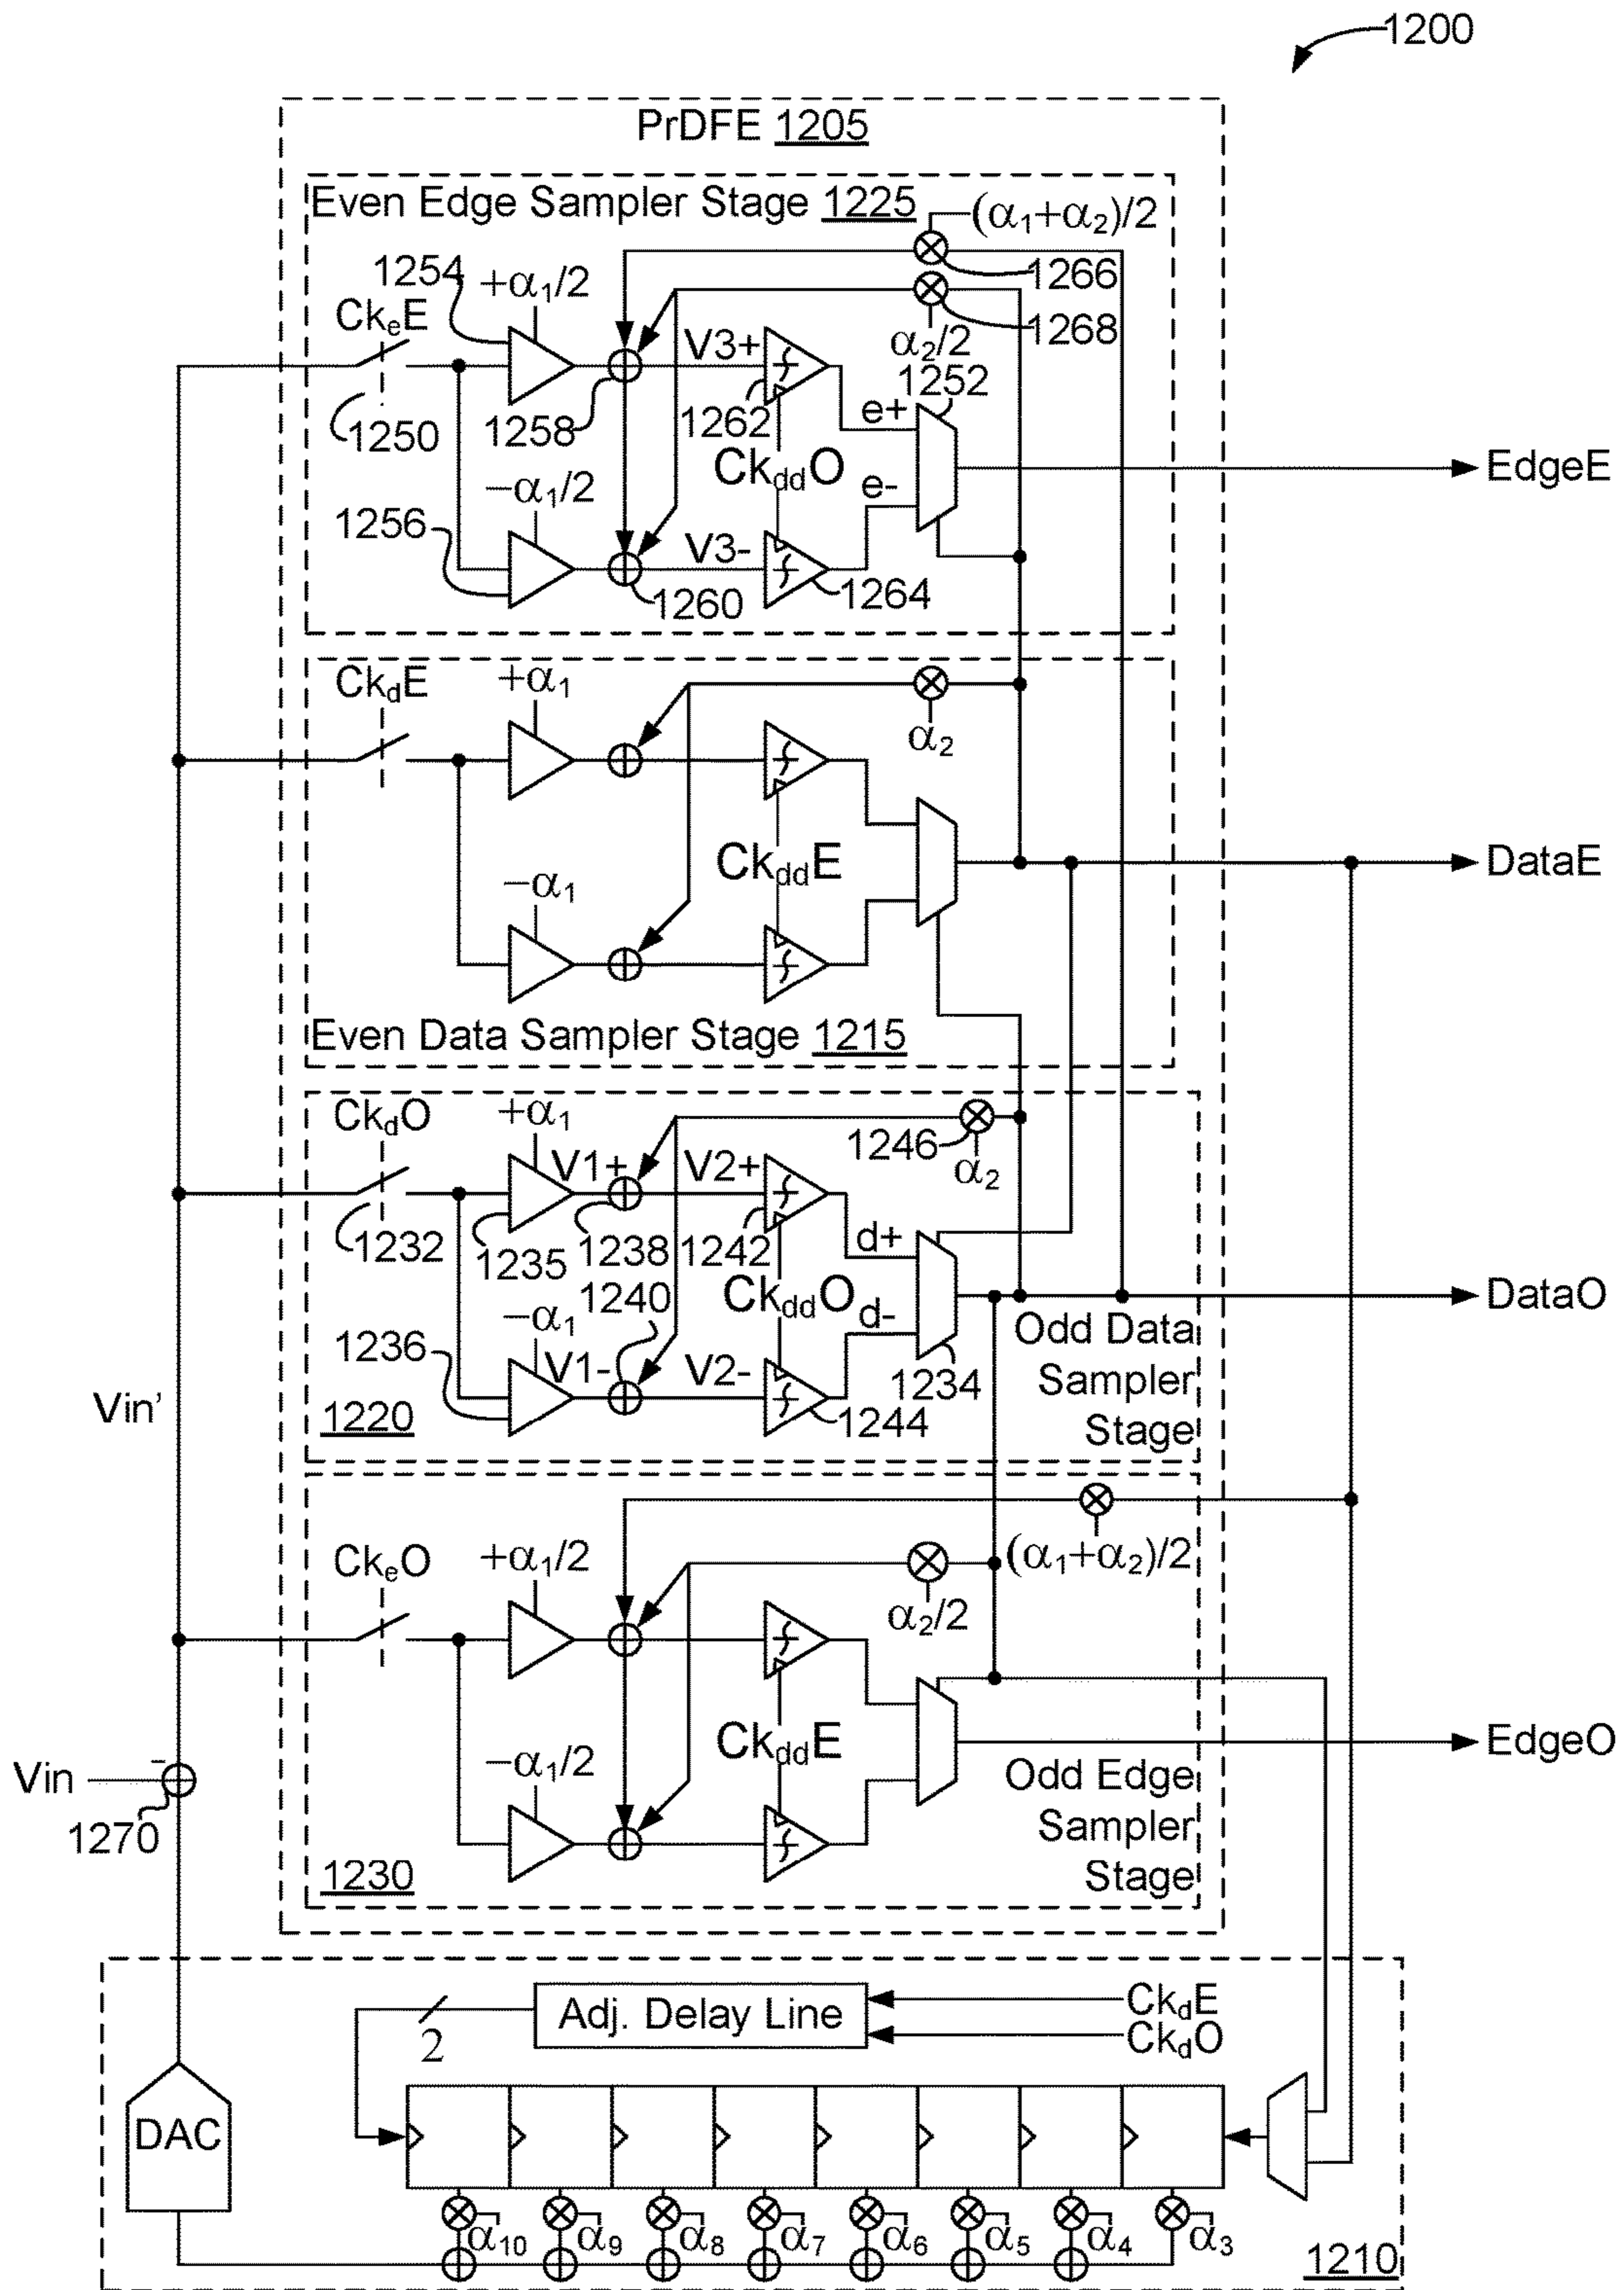 1200
PrDFE 1205
Even Edge Sampler Stage 1225
(α₁+α₂)/2
1266
1254
+α₁/2
CkₑE
1268
V3+
α₂/2
1252
1250
1258
1262
e+
CkddO
EdgeE
−α₁/2
e-
1256
V3-
1260
1264
CkdE
+α₁
α₂
CkddE
DataE
−α₁
Even Data Sampler Stage 1215
CkdO
+α₁
1246
V1+
V2+
α₂
1232
1235
1238
1242
d+
1240
CkddO
DataO
−α₁
d-
Odd Data
Sampler
Stage
1236
V1-
V2-
1234
Vin’
1220
1244
(α₁+α₂)/2
CkₑO
+α₁/2
α₂/2
CkddE
EdgeO
−α₁/2
Odd Edge
Sampler
Stage
Vin
-
1270
1230
Adj. Delay Line
CkdE
CkdO
2
DAC
α₁₀
α₉
α₈
α₇
α₆
α₅
α₄
α₃
1210